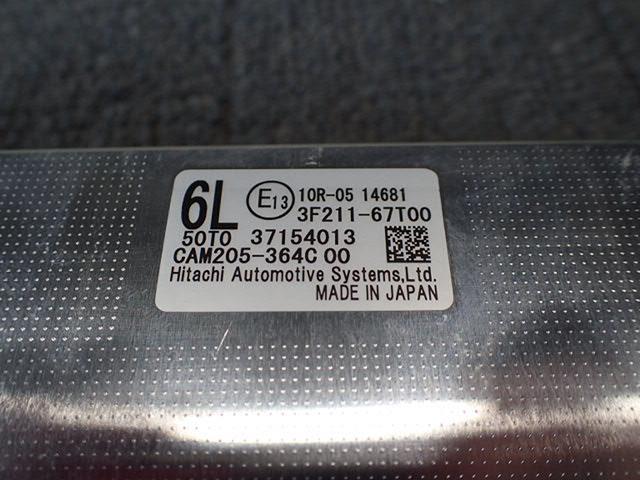 6L E13 10R-05 14681
3F211-67T00
50T0 37154013
CAM205-364C 00
Hitachi Automotive Systems,Ltd.
MADE IN JAPAN